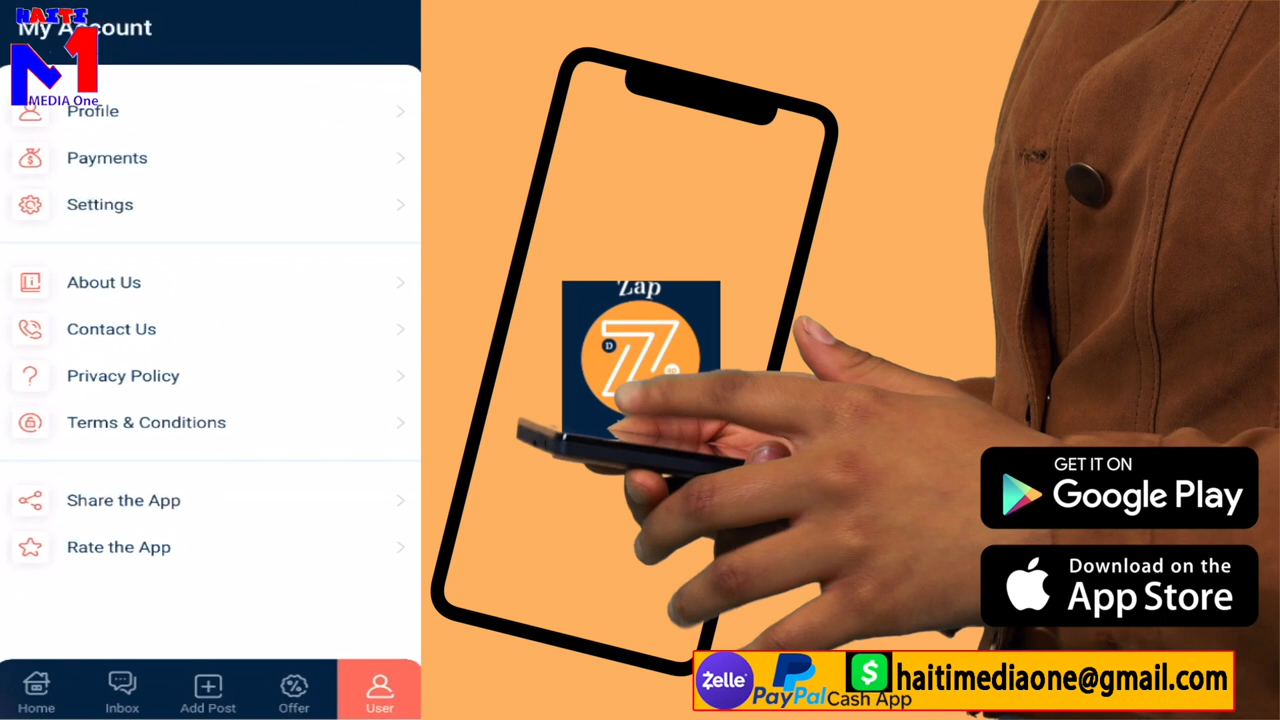 HAITI
My Account
M1
MEDIA One
Profile
Payments
Settings
About Us
Contact Us
Privacy Policy
Terms & Conditions
Share the App
Rate the App
Home
Inbox
Add Post
Offer
User
Zap
Z
D
GET IT ON
Google Play
Download on the
App Store
Zelle
PayPal
$
Cash App
haitimediaone@gmail.com